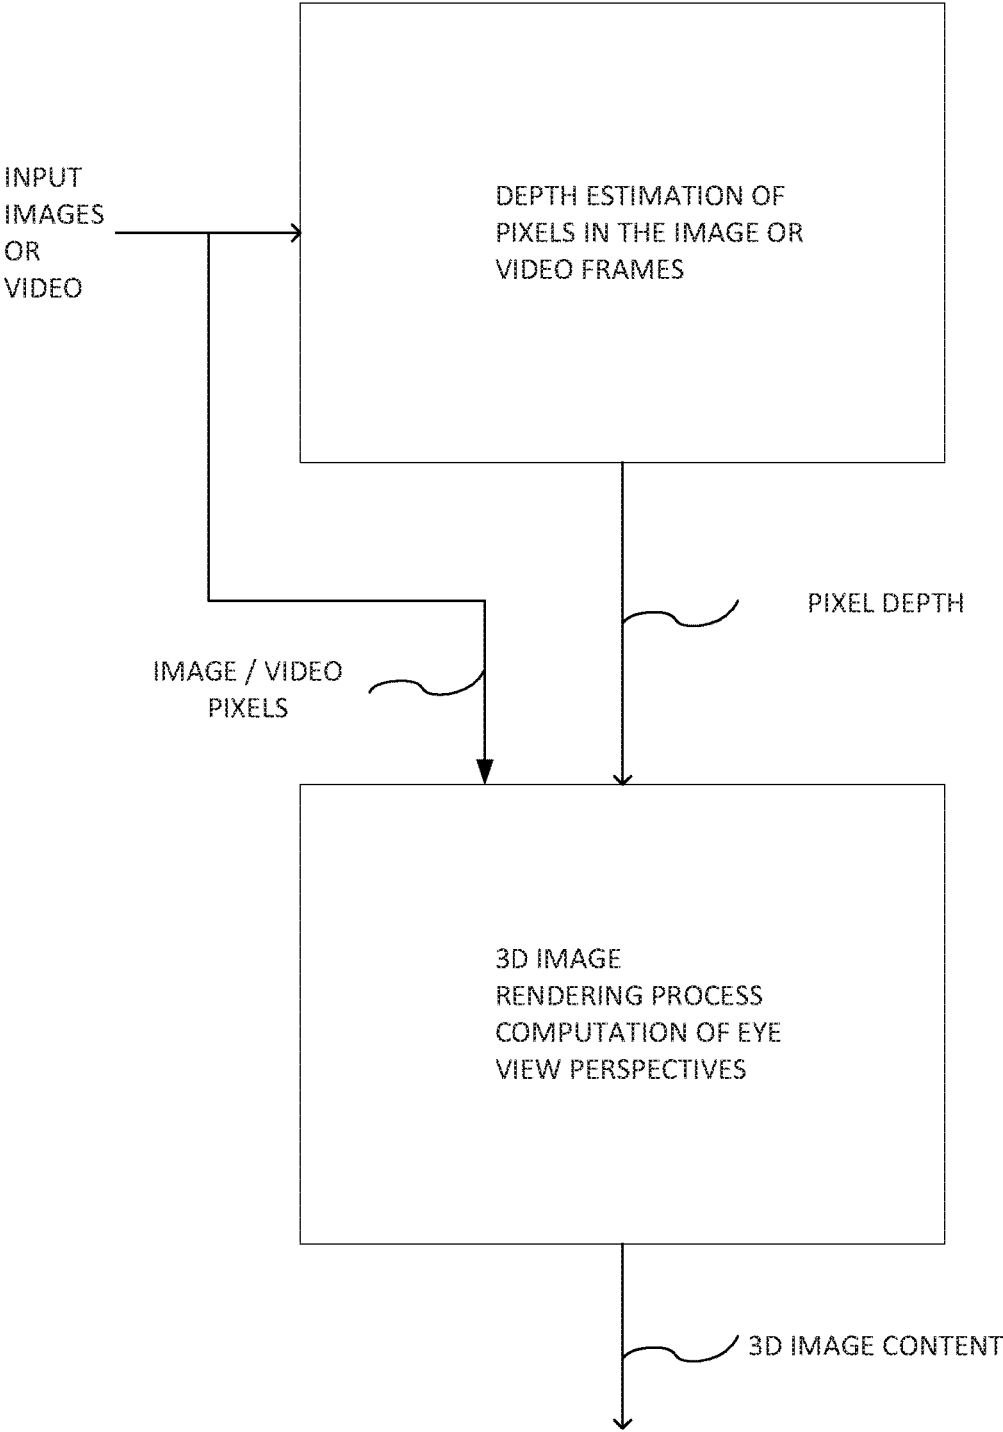 INPUT
IMAGES
OR
VIDEO
DEPTH ESTIMATION OF
PIXELS IN THE IMAGE OR
VIDEO FRAMES
PIXEL DEPTH
IMAGE / VIDEO
PIXELS
3D IMAGE
RENDERING PROCESS
COMPUTATION OF EYE
VIEW PERSPECTIVES
3D IMAGE CONTENT